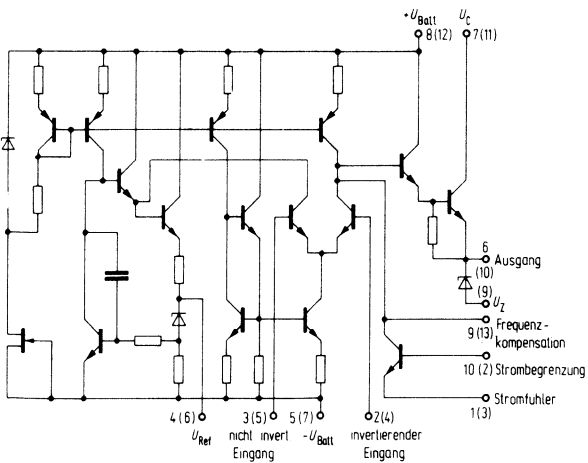 +U_Batt U_C
8(12) 7(11)
6
Ausgang
(10)
(9)
U_Z
Frequenz-
9(13)
kompensation
10(2) Strombegrenzung
Stromfuhler
1(3)
4(6) 3(5) 5(7) 2(4)
U_Ref nicht invert -U_Batt invertierender
Eingang Eingang